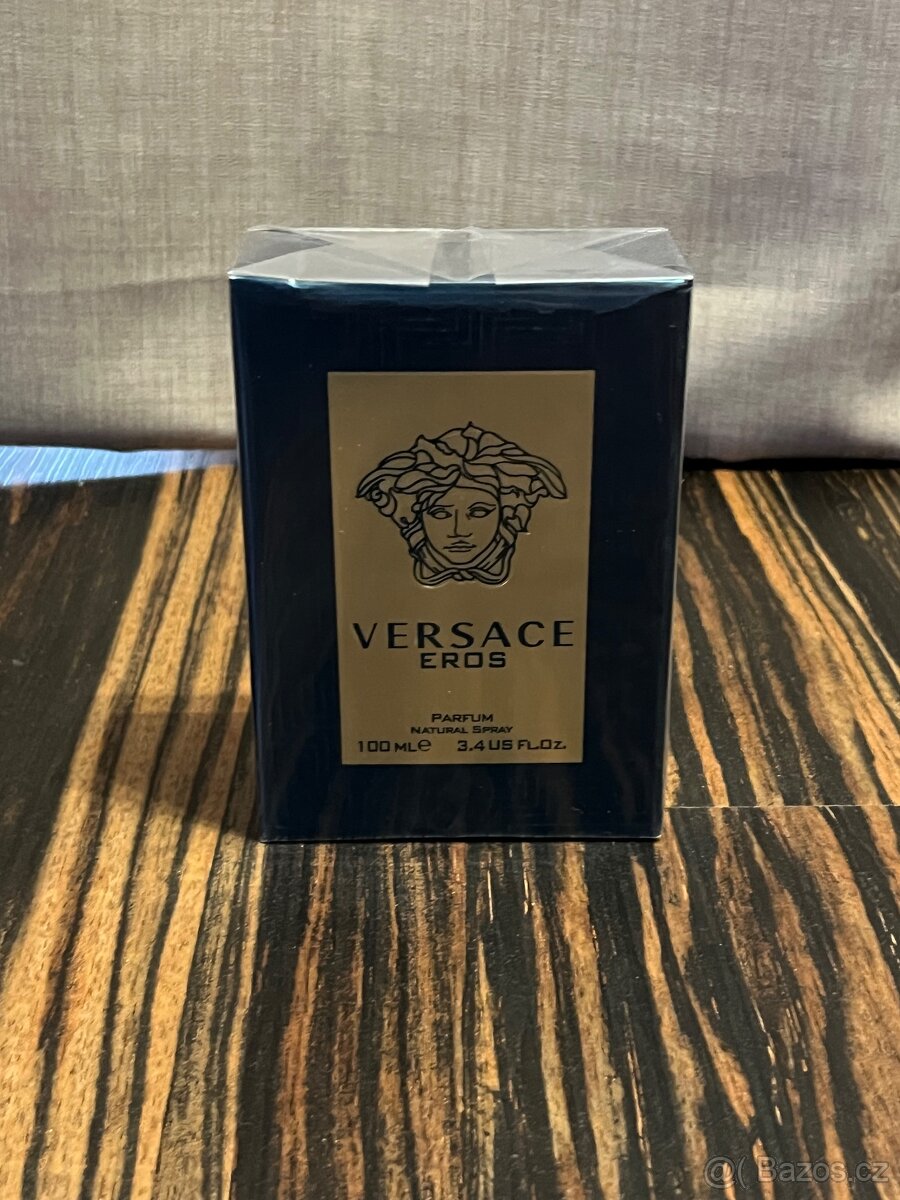 VERSACE
EROS
PARFUM
NATURAL SPRAY
100 ML℮ 3.4 US FL.OZ.
@( Bazos.cz